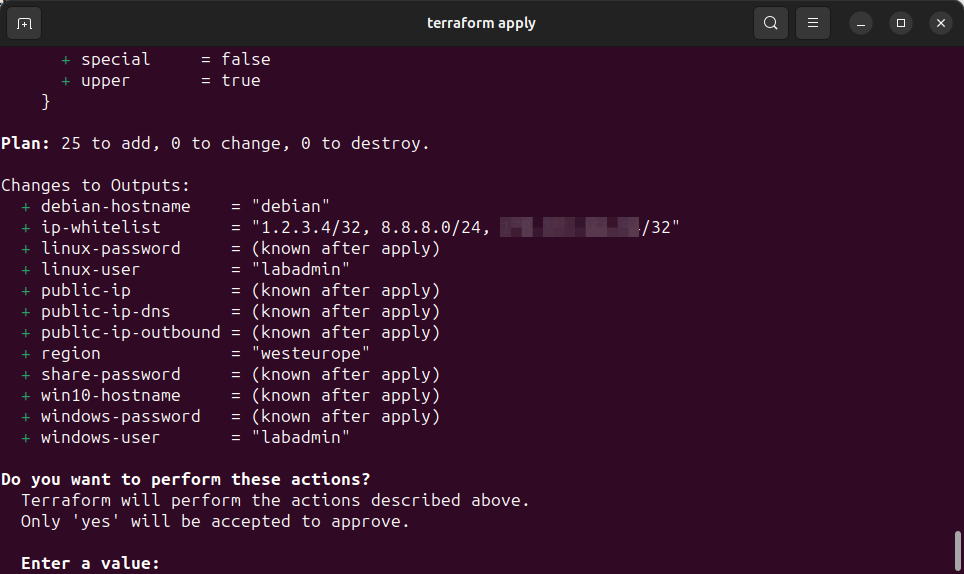 terraform apply
+ special     = false
+ upper       = true
}
Plan: 25 to add, 0 to change, 0 to destroy.
Changes to Outputs:
+ debian-hostname    = "debian"
+ ip-whitelist       = "1.2.3.4/32, 8.8.8.0/24, /32"
+ linux-password     = (known after apply)
+ linux-user         = "labadmin"
+ public-ip          = (known after apply)
+ public-ip-dns      = (known after apply)
+ public-ip-outbound = (known after apply)
+ region             = "westeurope"
+ share-password     = (known after apply)
+ win10-hostname     = (known after apply)
+ windows-password   = (known after apply)
+ windows-user       = "labadmin"
Do you want to perform these actions?
Terraform will perform the actions described above.
Only 'yes' will be accepted to approve.
Enter a value: